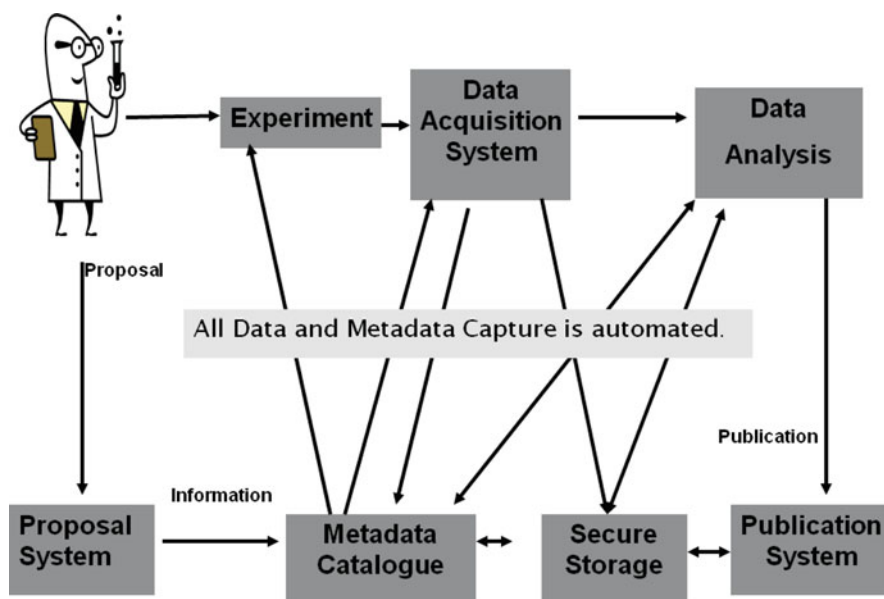 Experiment
Data
Acquisition
System
Data
Analysis
Proposal
All Data and Metadata Capture is automated.
Publication
Information
Proposal
System
Metadata
Catalogue
Secure
Storage
Publication
System